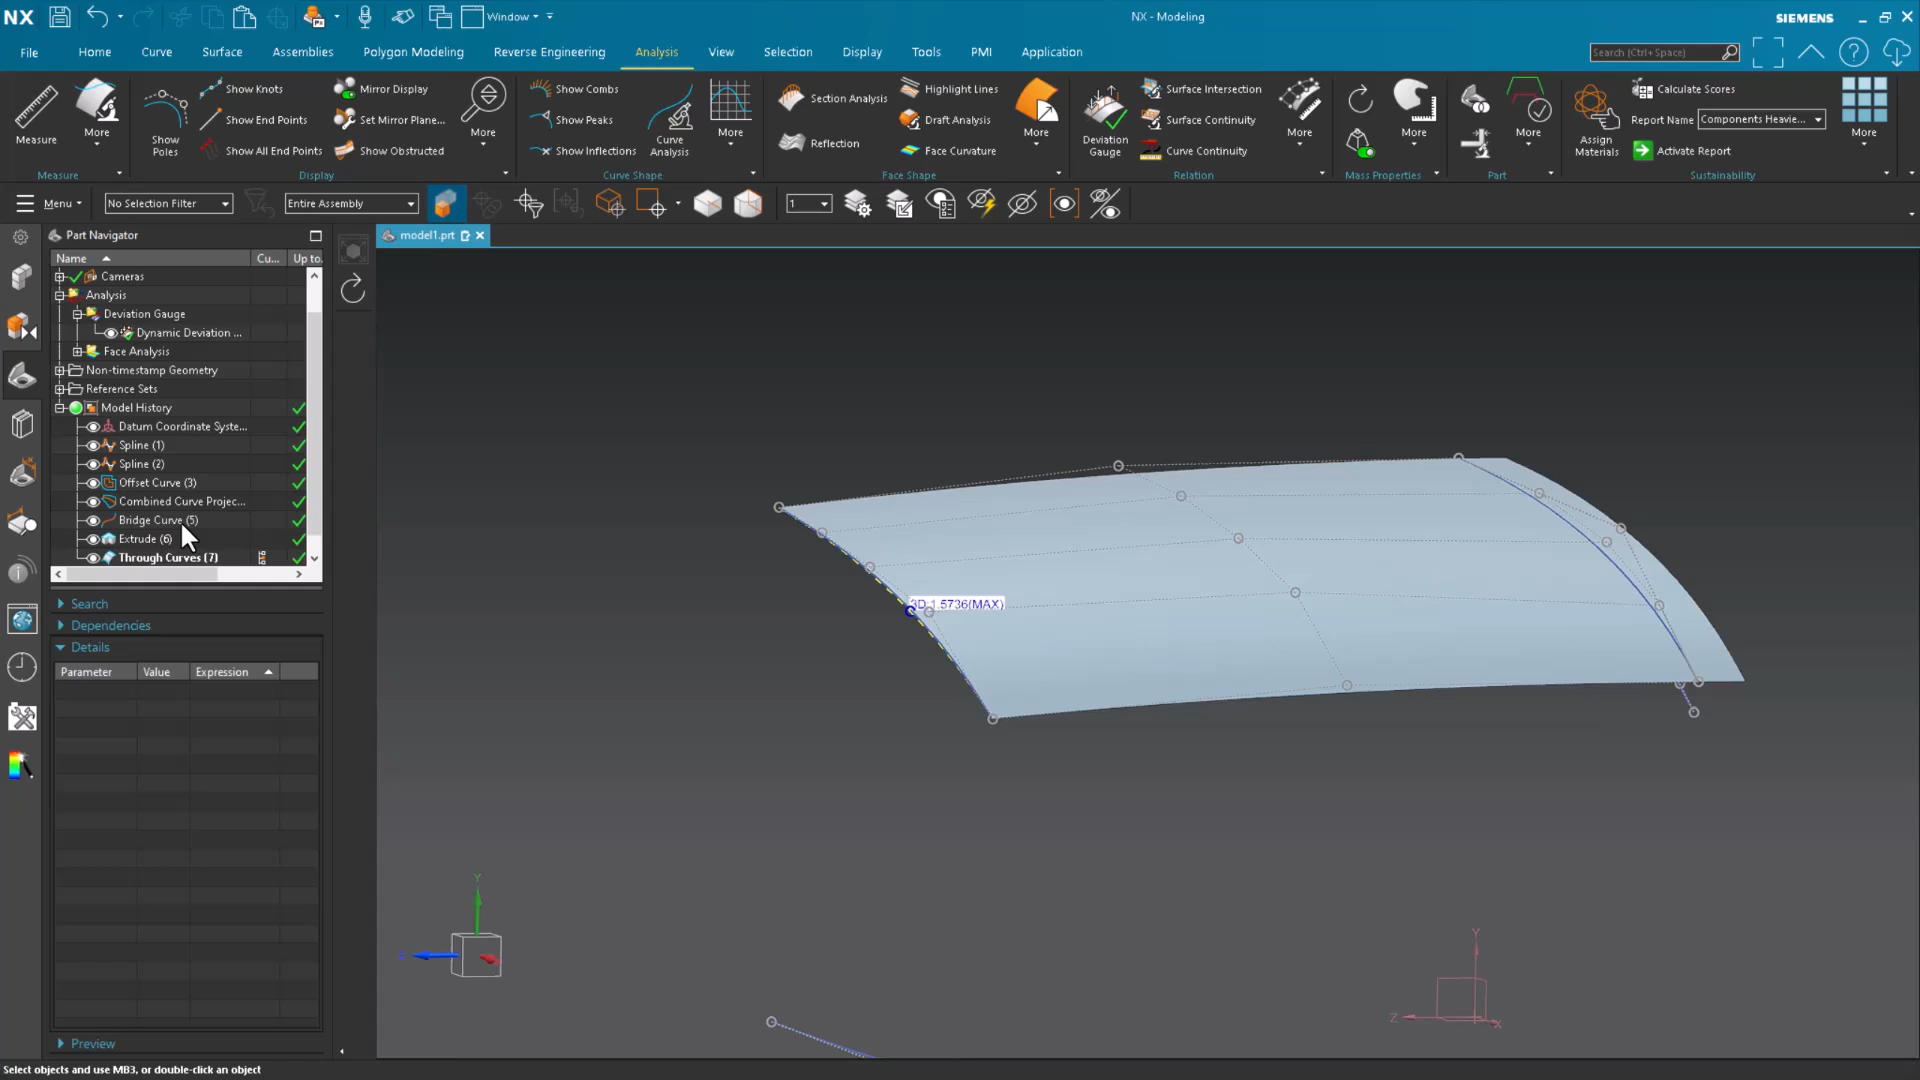 NX
Window
NX - Modeling
SIEMENS
File
Home
Curve
Surface
Assemblies
Polygon Modeling
Reverse Engineering
Analysis
View
Selection
Display
Tools
PMI
Application
Search (Ctrl+Space)
Measure
More
Show Poles
Show Knots
Show End Points
Show All End Points
Mirror Display
Set Mirror Plane...
Show Obstructed
More
Show Combs
Show Peaks
Show Inflections
Curve Analysis
More
Section Analysis
Reflection
Highlight Lines
Draft Analysis
Face Curvature
More
Deviation Gauge
Surface Intersection
Surface Continuity
Curve Continuity
More
More
More
Assign Materials
Calculate Scores
Report Name
Components Heavie...
Activate Report
More
Measure
Display
Curve Shape
Face Shape
Relation
Mass Properties
Part
Sustainability
Menu
No Selection Filter
Entire Assembly
1
Part Navigator
model1.prt
Name
Cu...
Up to
Cameras
Analysis
Deviation Gauge
Dynamic Deviation ...
Face Analysis
Non-timestamp Geometry
Reference Sets
Model History
Datum Coordinate Syste...
Spline (1)
Spline (2)
Offset Curve (3)
Combined Curve Projec...
Bridge Curve (5)
Extrude (6)
Through Curves (7)
Search
Dependencies
Details
Parameter
Value
Expression
3D:1.5736(MAX)
Y
Z
Y
Z
X
Preview
Select objects and use MB3, or double-click an object